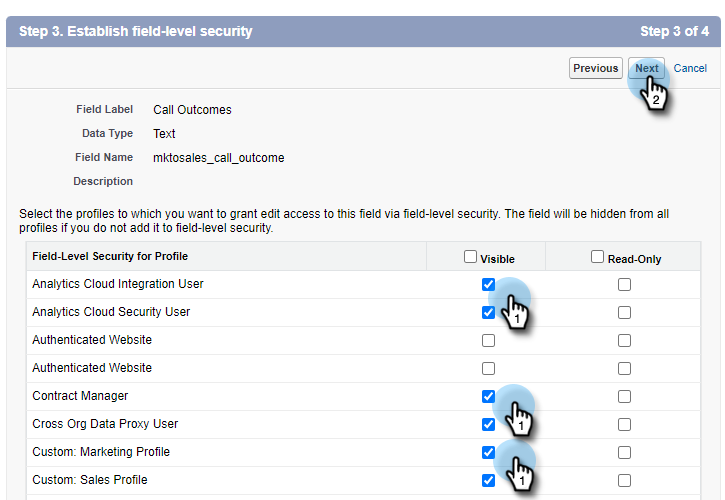 Step 3. Establish field-level security Step 3 of 4
Previous Next Cancel
2
Field Label Call Outcomes
Data Type Text
Field Name mktosales_call_outcome
Description
Select the profiles to which you want to grant edit access to this field via field-level security. The field will be hidden from all
profiles if you do not add it to field-level security.
Field-Level Security for Profile Visible Read-Only
Analytics Cloud Integration User
1
Analytics Cloud Security User
Authenticated Website
Authenticated Website
Contract Manager
1
Cross Org Data Proxy User
Custom: Marketing Profile
1
Custom: Sales Profile